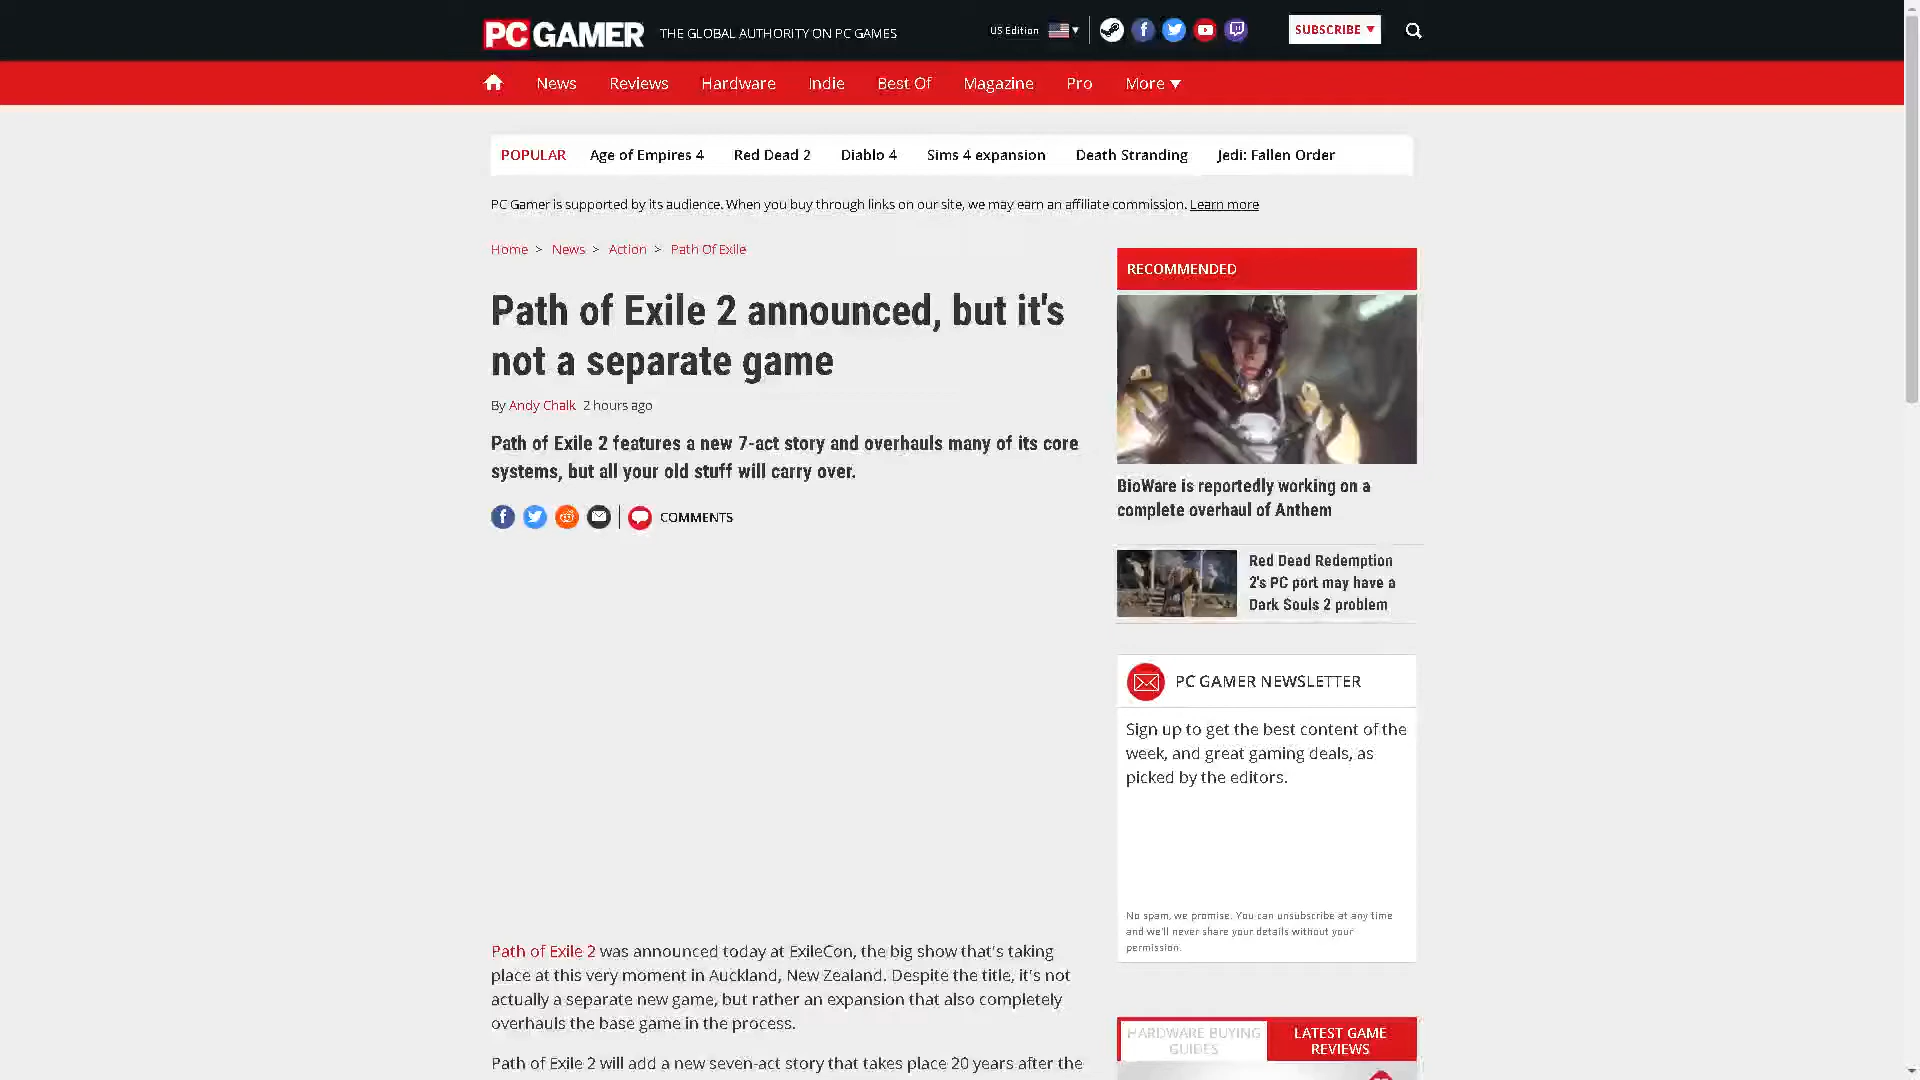 PC GAMER THE GLOBAL AUTHORITY ON PC GAMES US Edition SUBSCRIBE
News Reviews Hardware Indie Best Of Magazine Pro More
POPULAR Age of Empires 4 Red Dead 2 Diablo 4 Sims 4 expansion Death Stranding Jedi: Fallen Order
PC Gamer is supported by its audience. When you buy through links on our site, we may earn an affiliate commission. Learn more
Home > News > Action > Path Of Exile
Path of Exile 2 announced, but it's
not a separate game
By Andy Chalk 2 hours ago
Path of Exile 2 features a new 7-act story and overhauls many of its core
systems, but all your old stuff will carry over.
COMMENTS
Path of Exile 2 was announced today at ExileCon, the big show that's taking
place at this very moment in Auckland, New Zealand. Despite the title, it's not
actually a separate new game, but rather an expansion that also completely
overhauls the base game in the process.
Path of Exile 2 will add a new seven-act story that takes place 20 years after the
RECOMMENDED
BioWare is reportedly working on a
complete overhaul of Anthem
Red Dead Redemption
2's PC port may have a
Dark Souls 2 problem
PC GAMER NEWSLETTER
Sign up to get the best content of the
week, and great gaming deals, as
picked by the editors.
No spam, we promise. You can unsubscribe at any time
and we'll never share your details without your
permission.
HARDWARE BUYING
GUIDES
LATEST GAME
REVIEWS